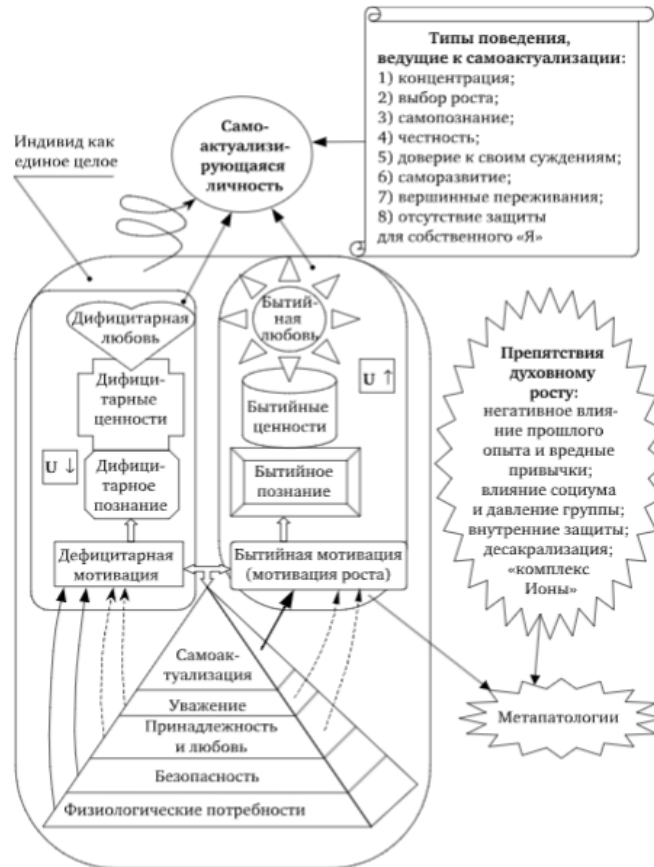 Типы поведения,
ведущие к самоактуализации:
1) концентрация;
2) выбор роста;
3) самопознание;
4) честность;
5) доверие к своим суждениям;
6) саморазвитие;
7) вершинные переживания;
8) отсутствие защиты
для собственного «Я»
Само-
актуализи-
рующаяся
личность
Индивид как
единое целое
Дифицитарная
любовь
Дифици-
тарные
ценности
U ↓
Дифици-
тарное
познание
Дефицитарная
мотивация
Бытий-
ная
любовь
U ↑
Бытийные
ценности
Бытийное
познание
Бытийная мотивация
(мотивация роста)
Препятствия
духовному
росту:
негативное влия-
ние прошлого
опыта и вредные
привычки;
влияние социума
и давление группы;
внутренние защиты;
десакрализация;
«комплекс
Ионы»
Метапатологии
Самоак-
туализация
Уважение
Принадлежность
и любовь
Безопасность
Физиологические потребности